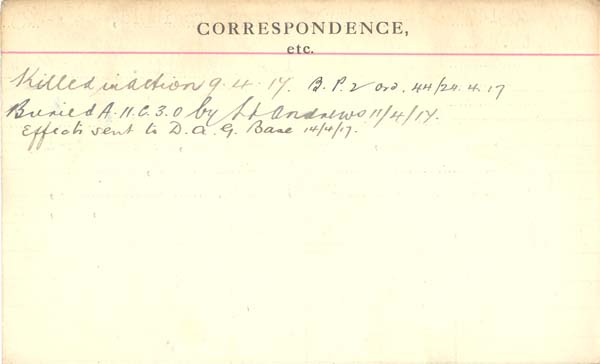 CORRESPONDENCE,
etc.
Killed in action 9.4.17. B.P.2 Ord. 44/24.4.17
Buried A.11.C.3.0 by Lt Andrews 11/4/17.
Effects sent to D.A.G. Base 14/4/17.